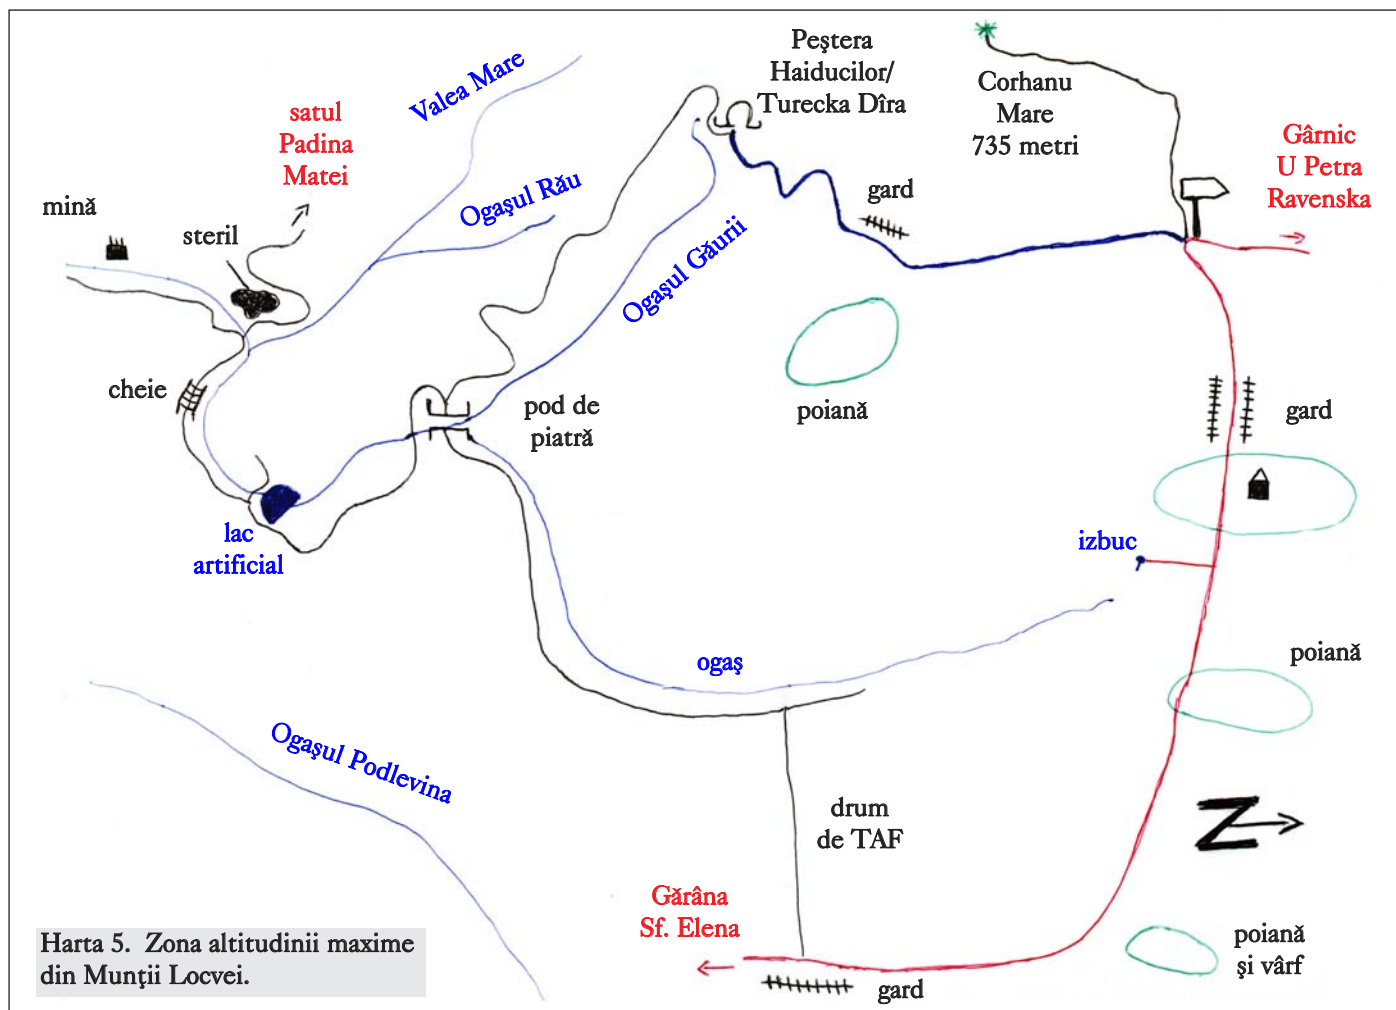 Peştera
Haiducilor/
Turecka Dîra
Corhanu
Mare
735 metri
Valea Mare
satul
Padina
Matei
Gârnic
U Petra
Ravenska
mină
steril
Ogaşul Rău
gard
Ogaşul Găurii
cheie
pod de
piatră
poiană
gard
lac
artificial
izbuc
ogaş
poiană
Ogaşul Podlevina
drum
de TAF
Z
Gărâna
Sf. Elena
poiană
şi vârf
gard
Harta 5. Zona altitudinii maxime
din Munţii Locvei.